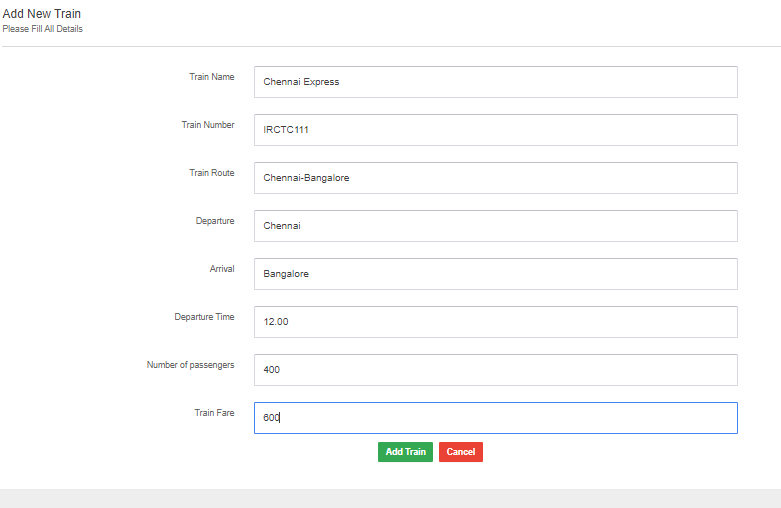 Add New Train
Please Fill All Details
Train Name Chennai Express
Train Number IRCTC111
Train Route Chennai-Bangalore
Departure Chennai
Arrival Bangalore
Departure Time 12.00
Number of passengers 400
Train Fare 600
Add Train Cancel